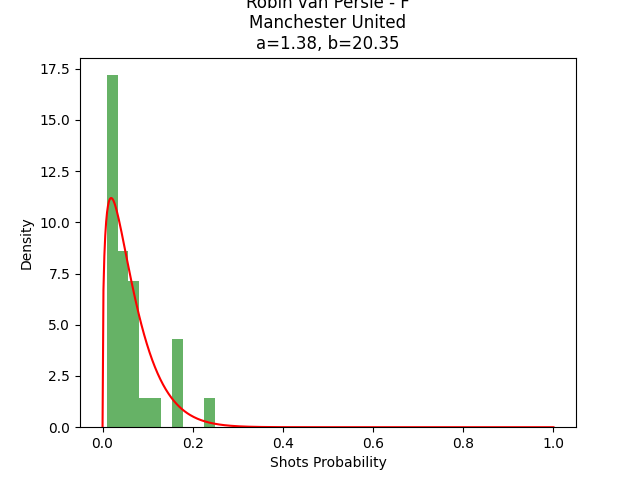 Robin van Persie - F
Manchester United
a=1.38, b=20.35
17.5
15.0
12.5
10.0
7.5
5.0
2.5
0.0
Density
0.0 0.2 0.4 0.6 0.8 1.0
Shots Probability